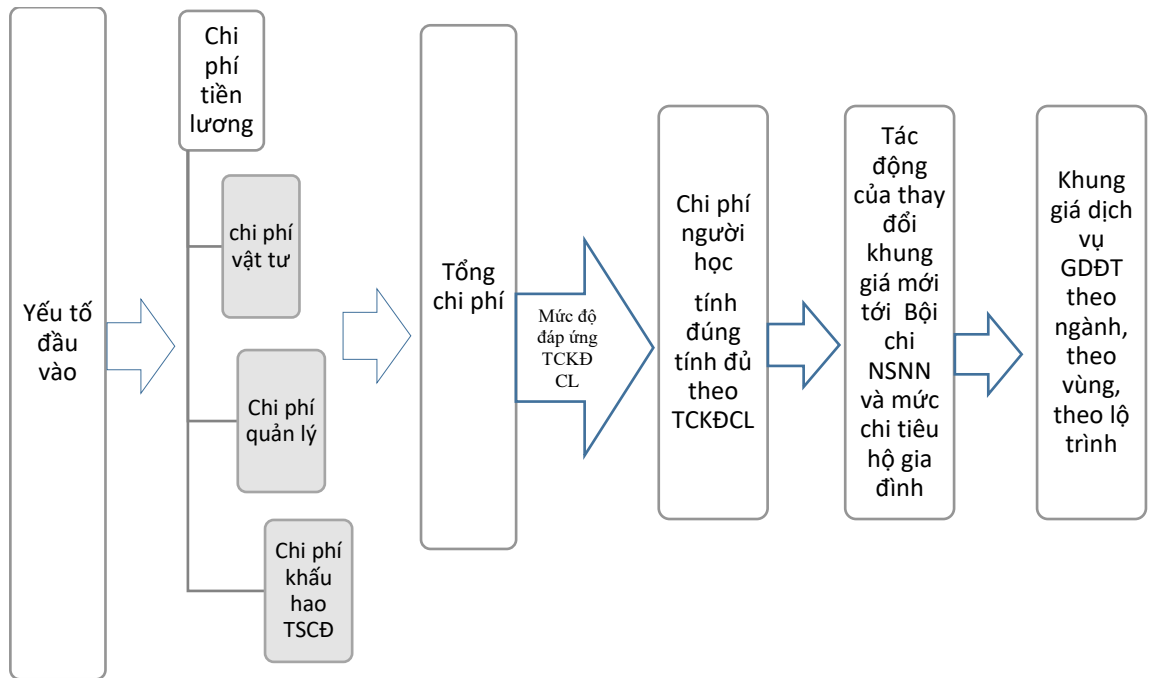 Yếu tố
đầu
vào
Chi
phí
tiền
lương
chi phí
vật tư
Chi phí
quản lý
Chi phí
khấu
hao
TSCĐ
Tổng
chi phí
Mức độ
đáp ứng
TCKĐ
CL
Chi phí
người
học
tính
đúng
tính đủ
theo
TCKĐCL
Tác
động
của thay
đổi
khung
giá mới
tới Bội
chi
NSNN
và mức
chi tiêu
hộ gia
đình
Khung
giá dịch
vụ
GDĐT
theo
ngành,
theo
vùng,
theo lộ
trình